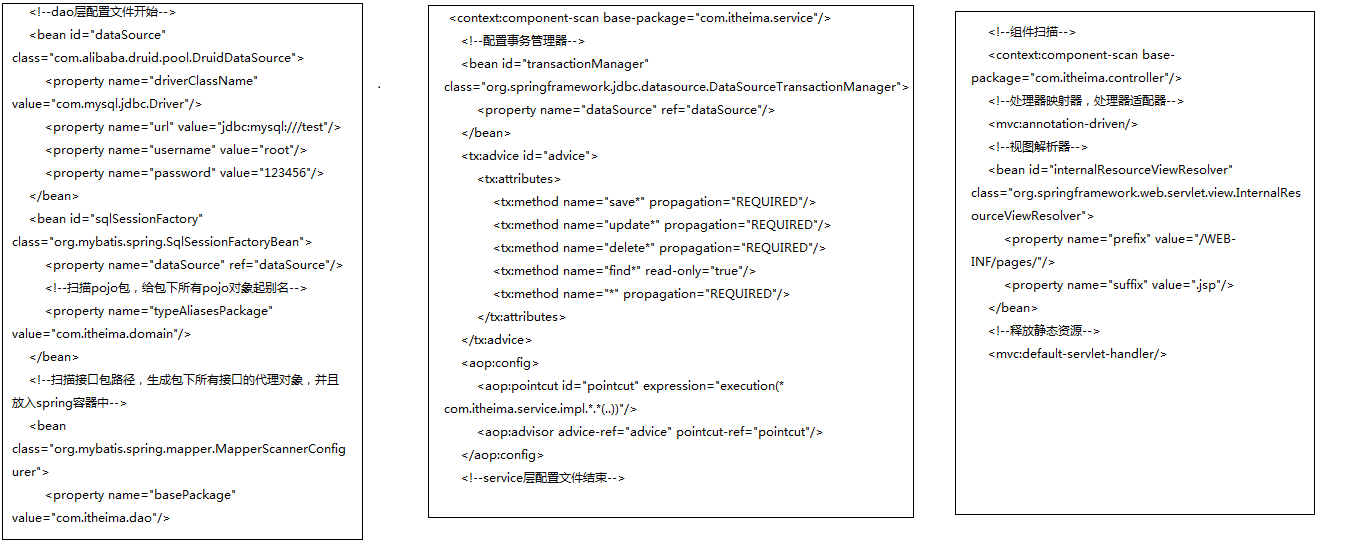 <!--dao层配置文件开始-->
<bean id="dataSource"
class="com.alibaba.druid.pool.DruidDataSource">
<property name="driverClassName"
value="com.mysql.jdbc.Driver"/>
<property name="url" value="jdbc:mysql:///test"/>
<property name="username" value="root"/>
<property name="password" value="123456"/>
</bean>
<bean id="sqlSessionFactory"
class="org.mybatis.spring.SqlSessionFactoryBean">
<property name="dataSource" ref="dataSource"/>
<!--扫描pojo包，给包下所有pojo对象起别名-->
<property name="typeAliasesPackage"
value="com.itheima.domain"/>
</bean>
<!--扫描接口包路径，生成包下所有接口的代理对象，并且
放入spring容器中-->
<bean
class="org.mybatis.spring.mapper.MapperScannerConfig
urer">
<property name="basePackage"
value="com.itheima.dao"/>
<context:component-scan base-package="com.itheima.service"/>
<!--配置事务管理器-->
<bean id="transactionManager"
class="org.springframework.jdbc.datasource.DataSourceTransactionManager">
<property name="dataSource" ref="dataSource"/>
</bean>
<tx:advice id="advice">
<tx:attributes>
<tx:method name="save*" propagation="REQUIRED"/>
<tx:method name="update*" propagation="REQUIRED"/>
<tx:method name="delete*" propagation="REQUIRED"/>
<tx:method name="find*" read-only="true"/>
<tx:method name="*" propagation="REQUIRED"/>
</tx:attributes>
</tx:advice>
<aop:config>
<aop:pointcut id="pointcut" expression="execution(*
com.itheima.service.impl.*.*(..))"/>
<aop:advisor advice-ref="advice" pointcut-ref="pointcut"/>
</aop:config>
<!--service层配置文件结束-->
<!--组件扫描-->
<context:component-scan base-
package="com.itheima.controller"/>
<!--处理器映射器，处理器适配器-->
<mvc:annotation-driven/>
<!--视图解析器-->
<bean id="internalResourceViewResolver"
class="org.springframework.web.servlet.view.InternalRes
ourceViewResolver">
<property name="prefix" value="/WEB-
INF/pages/"/>
<property name="suffix" value=".jsp"/>
</bean>
<!--释放静态资源-->
<mvc:default-servlet-handler/>